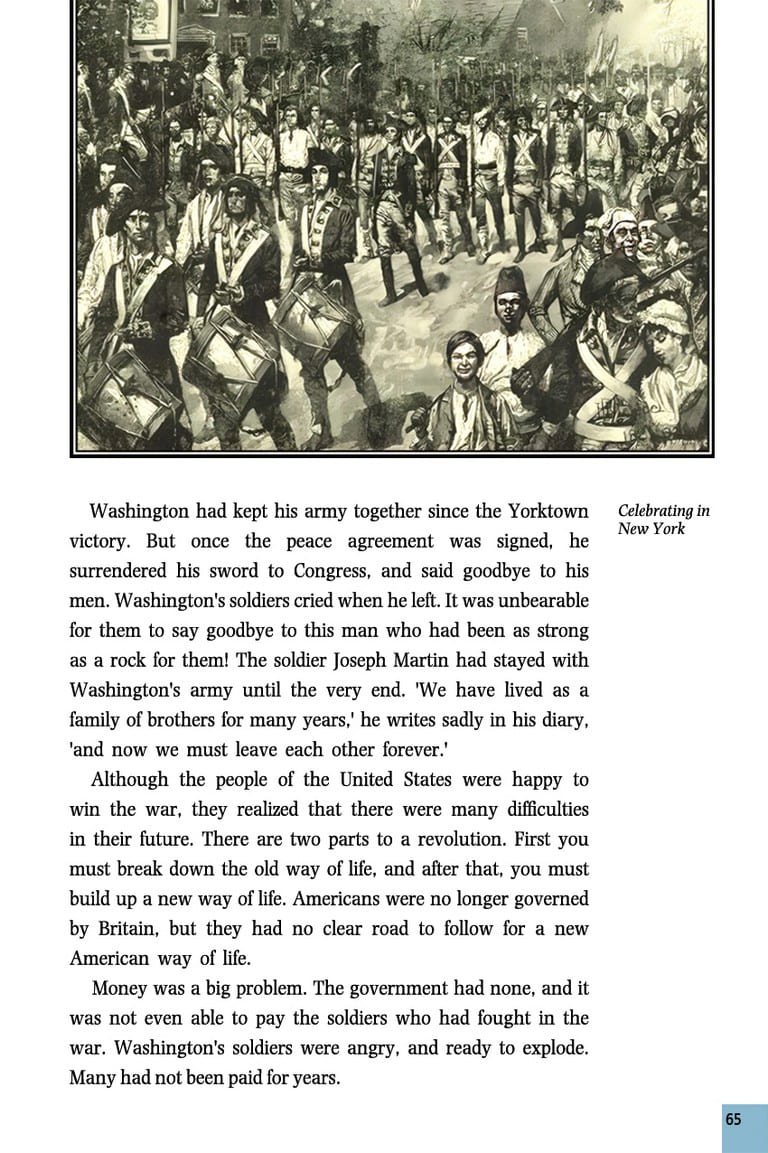 Washington had kept his army together since the Yorktown
victory. But once the peace agreement was signed, he
surrendered his sword to Congress, and said goodbye to his
men. Washington's soldiers cried when he left. It was unbearable
for them to say goodbye to this man who had been as strong
as a rock for them! The soldier Joseph Martin had stayed with
Washington's army until the very end. 'We have lived as a
family of brothers for many years,' he writes sadly in his diary,
'and now we must leave each other forever.'
Although the people of the United States were happy to
win the war, they realized that there were many difficulties
in their future. There are two parts to a revolution. First you
must break down the old way of life, and after that, you must
build up a new way of life. Americans were no longer governed
by Britain, but they had no clear road to follow for a new
American way of life.
Money was a big problem. The government had none, and it
was not even able to pay the soldiers who had fought in the
war. Washington's soldiers were angry, and ready to explode.
Many had not been paid for years.
Celebrating in
New York
65